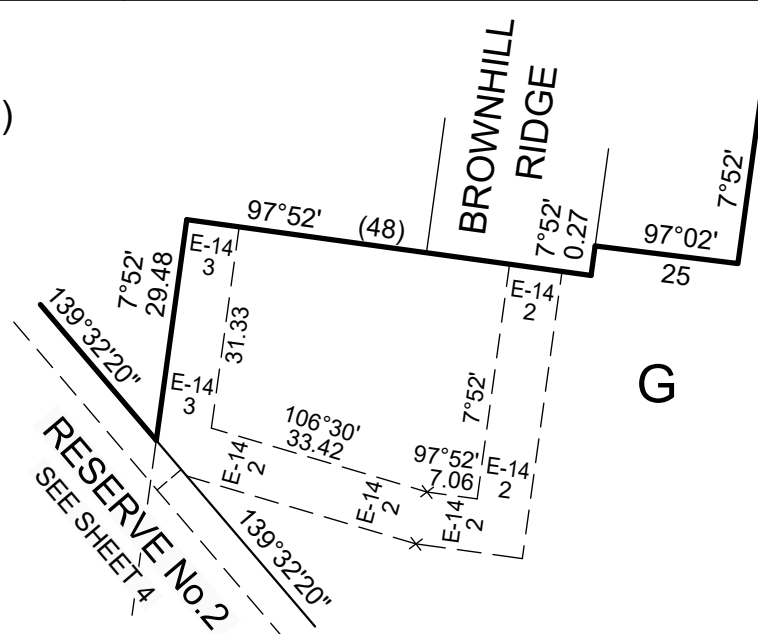 )
BROWNHILL
RIDGE
7°52'
97°52'
(48)
7°52'
0.27
97°02'
25
E-14
3
7°52'
29.48
E-14
2
139°32'20"
31.33
G
E-14
3
7°52'
106°30'
33.42
97°52'
7.06
E-14
2
E-14
2
E-14
2
E-14
2
RESERVE No.2
SEE SHEET 4
139°32'20"